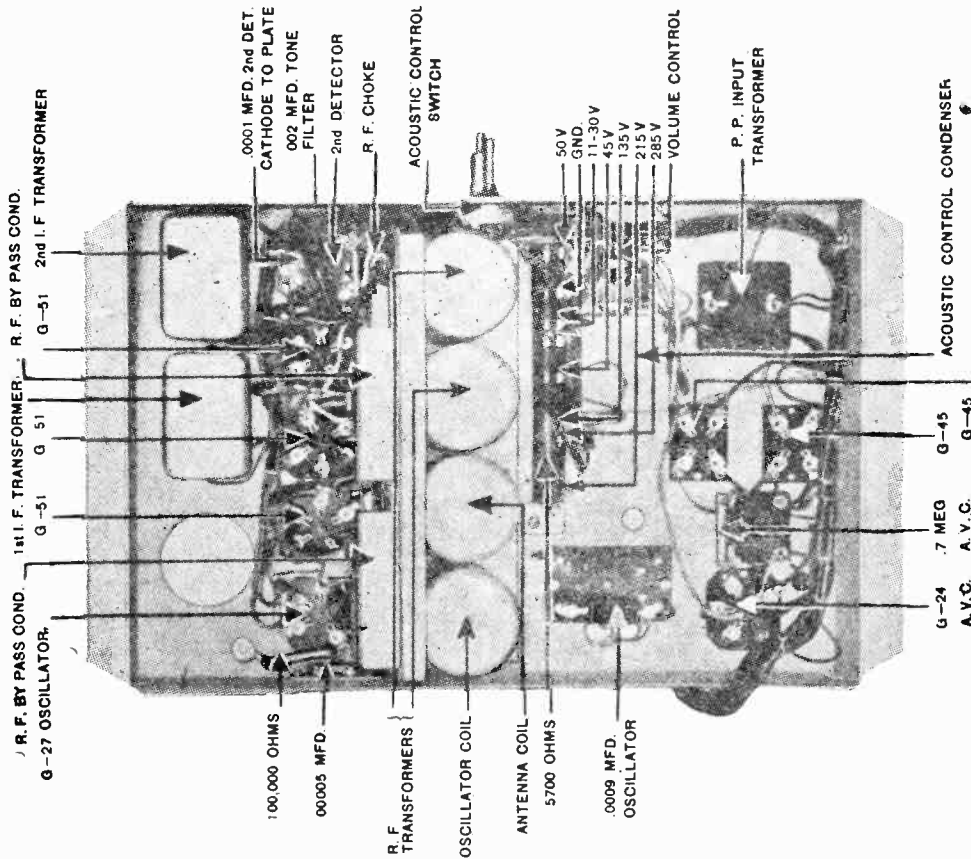 R. F. BY PASS COND.
1st I. F. TRANSFORMER.
R. F. BY PASS COND.
G-27 OSCILLATOR.
G-51
G 51
G-51
2nd I. F. TRANSFORMER
.0001 MFD. 2nd DET.
CATHODE TO PLATE
002 MFD. TONE
FILTER
2nd DETECTOR
R. F. CHOKE
ACOUSTIC CONTROL
SWITCH
50 V
GND.
11-30 V
45 V
135 V
215 V
285 V
VOLUME CONTROL
P. P. INPUT
TRANSFORMER
100,000 OHMS
00005 MFD.
R. F
TRANSFORMERS
OSCILLATOR COIL
ANTENNA COIL
5700 OHMS
.0009 MFD.
OSCILLATOR
G-24
A. V. C.
.7 MEG
A. V. C.
G-45
G-45
ACOUSTIC CONTROL CONDENSER